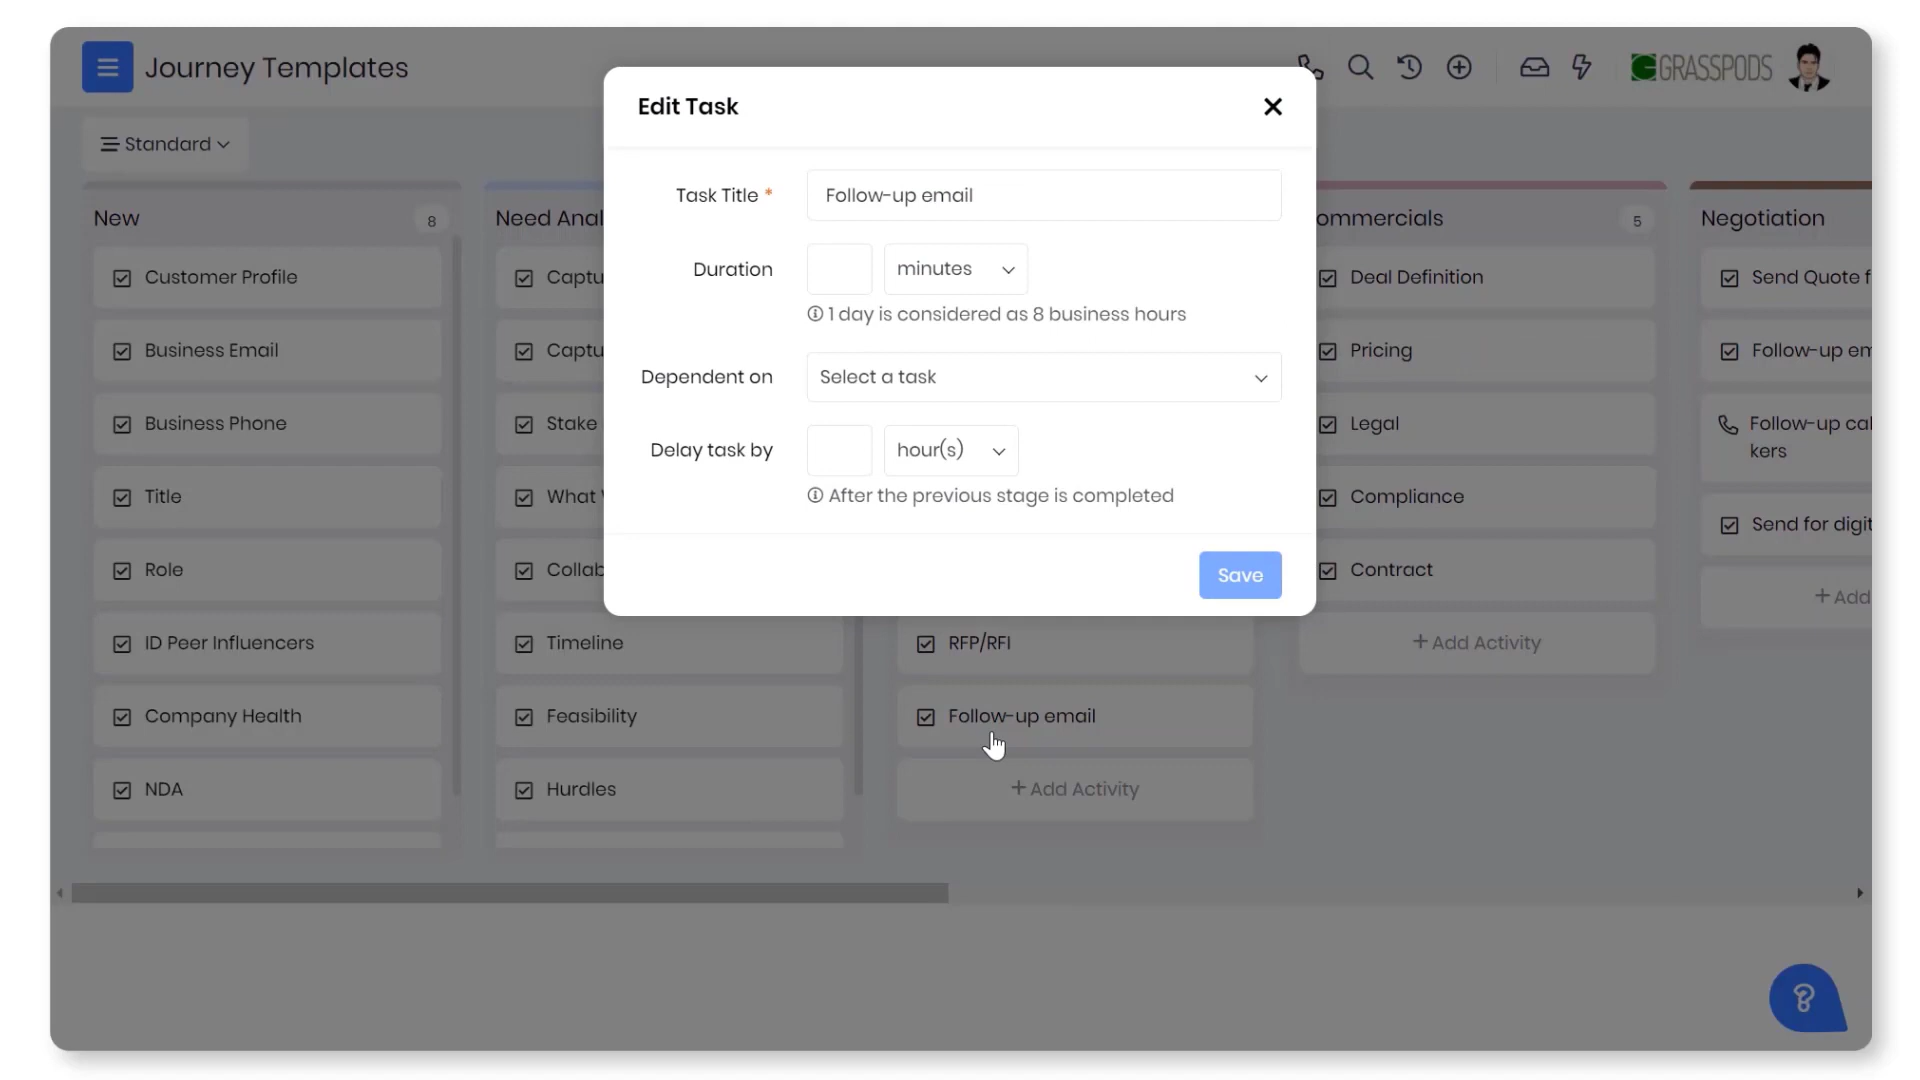 Journey Templates
GRASSPODS
Standard
Edit Task
Task Title *
Follow-up email
Duration
minutes
1 day is considered as 8 business hours
Dependent on
Select a task
Delay task by
hour(s)
After the previous stage is completed
Save
New
8
Customer Profile
Business Email
Business Phone
Title
Role
ID Peer Influencers
Company Health
NDA
Need Anal
Captu
Captu
Stake
What
Collab
Timeline
Feasibility
Hurdles
RFP/RFI
Follow-up email
+ Add Activity
ommercials
5
Deal Definition
Pricing
Legal
Compliance
Contract
+ Add Activity
Negotiation
Send Quote f
Follow-up em
Follow-up cal
kers
Send for digit
+ Add